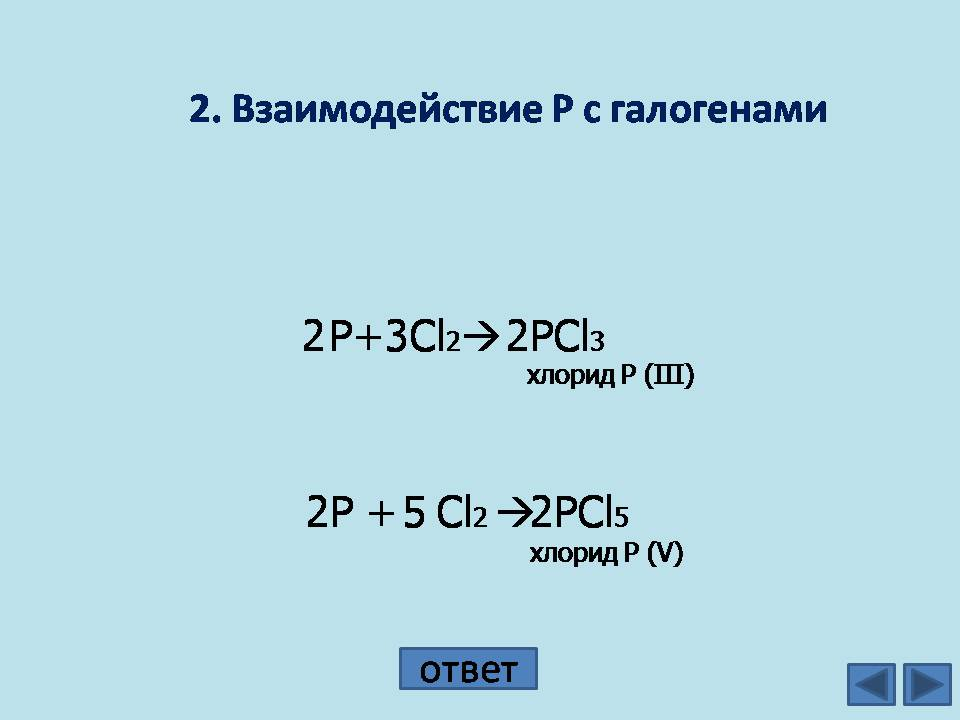 2. Взаимодействие P с галогенами
2P+3Cl2→2PCl3
хлорид P (III)
2P + 5 Cl2 →2PCl5
хлорид P (V)
ответ